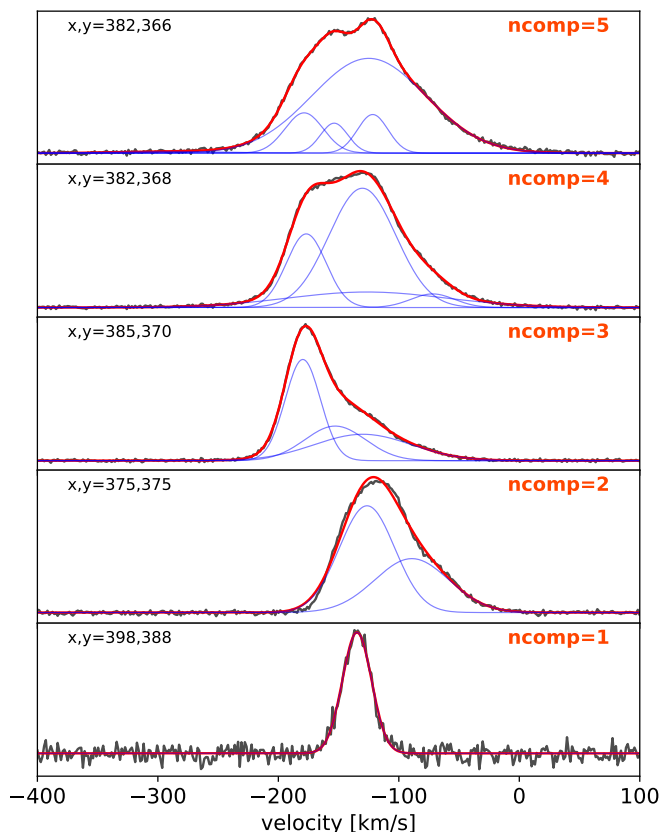 x,y=382,366 ncomp=5
x,y=382,368 ncomp=4
x,y=385,370 ncomp=3
x,y=375,375 ncomp=2
x,y=398,388 ncomp=1
−400 −300 −200 −100 0 100
velocity [km/s]